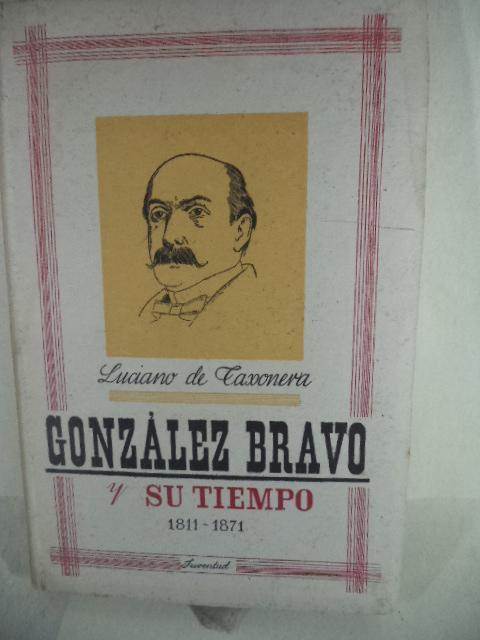 Luciano de Taxonera
GONZÁLEZ BRAVO
y SU TIEMPO
1811-1871
Juventud